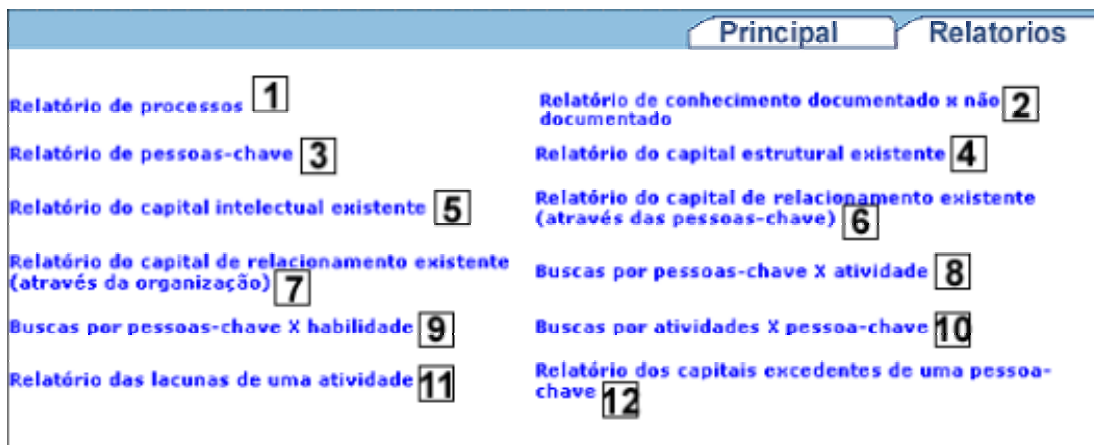 Principal Relatorios
Relatório de processos 1
Relatório de conhecimento documentado x não 2
documentado
Relatório de pessoas-chave 3
Relatório do capital estrutural existente 4
Relatório do capital intelectual existente 5
Relatório do capital de relacionamento existente
(através das pessoas-chave) 6
Relatório do capital de relacionamento existente
(através da organização) 7
Buscas por pessoas-chave X atividade 8
Buscas por pessoas-chave X habilidade 9
Buscas por atividades X pessoa-chave 10
Relatório das lacunas de uma atividade 11
Relatório dos capitais excedentes de uma pessoa-
chave 12